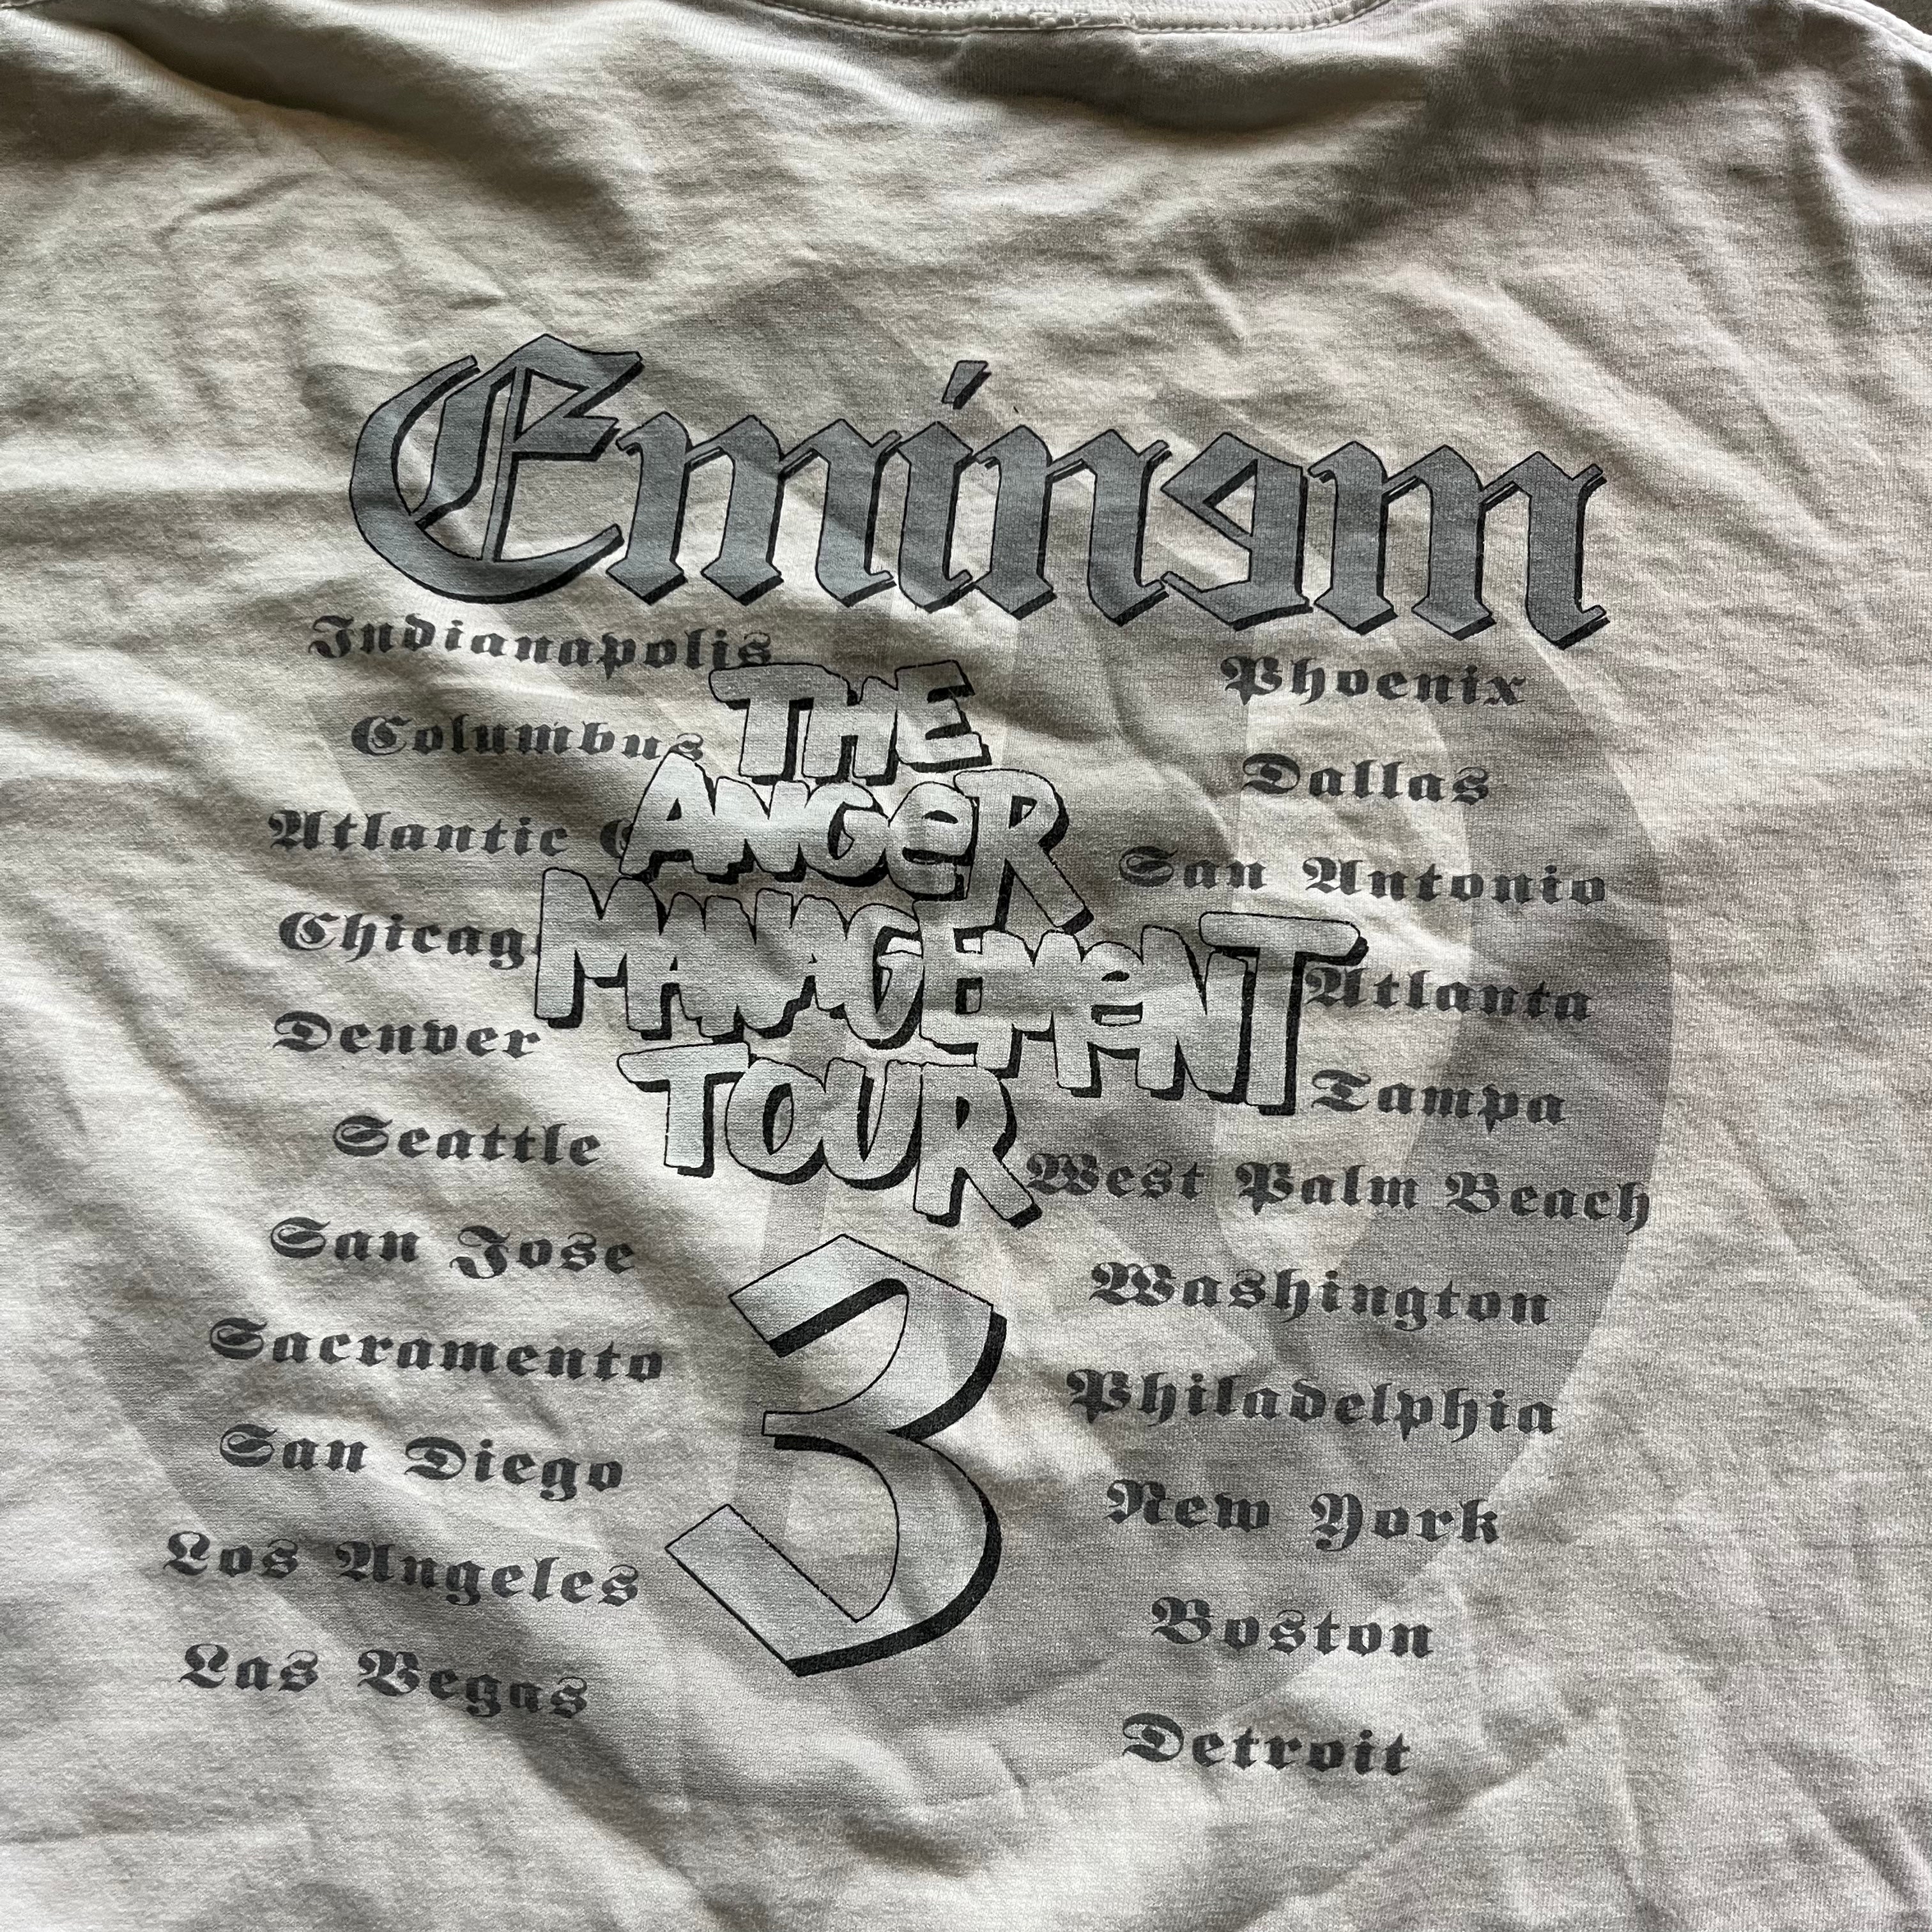 Eminem
Indianapolis
Columbus
Atlantic C
Chicag
Denver
Seattle
San Jose
Sacramento
San Diego
Los Angeles
Las Vegas
THE
ANGeR
MANAGEMeNT
TOUR
3
Phoenix
Dallas
San Antonio
Atlanta
Tampa
West Palm Beach
Washington
Philadelphia
New York
Boston
Detroit